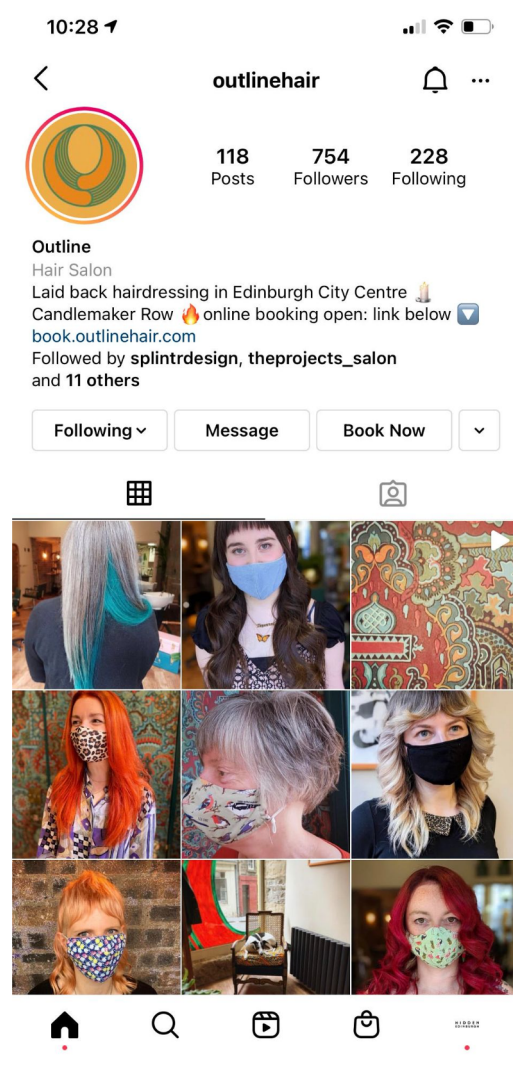 10:28
outlinehair
118 754 228
Posts Followers Following
Outline
Hair Salon
Laid back hairdressing in Edinburgh City Centre
Candlemaker Row 🔥 online booking open: link below
book.outlinehair.com
Followed by splintrdesign, theprojects_salon
and 11 others
Following Message Book Now
HIDDEN
EDINBURGH